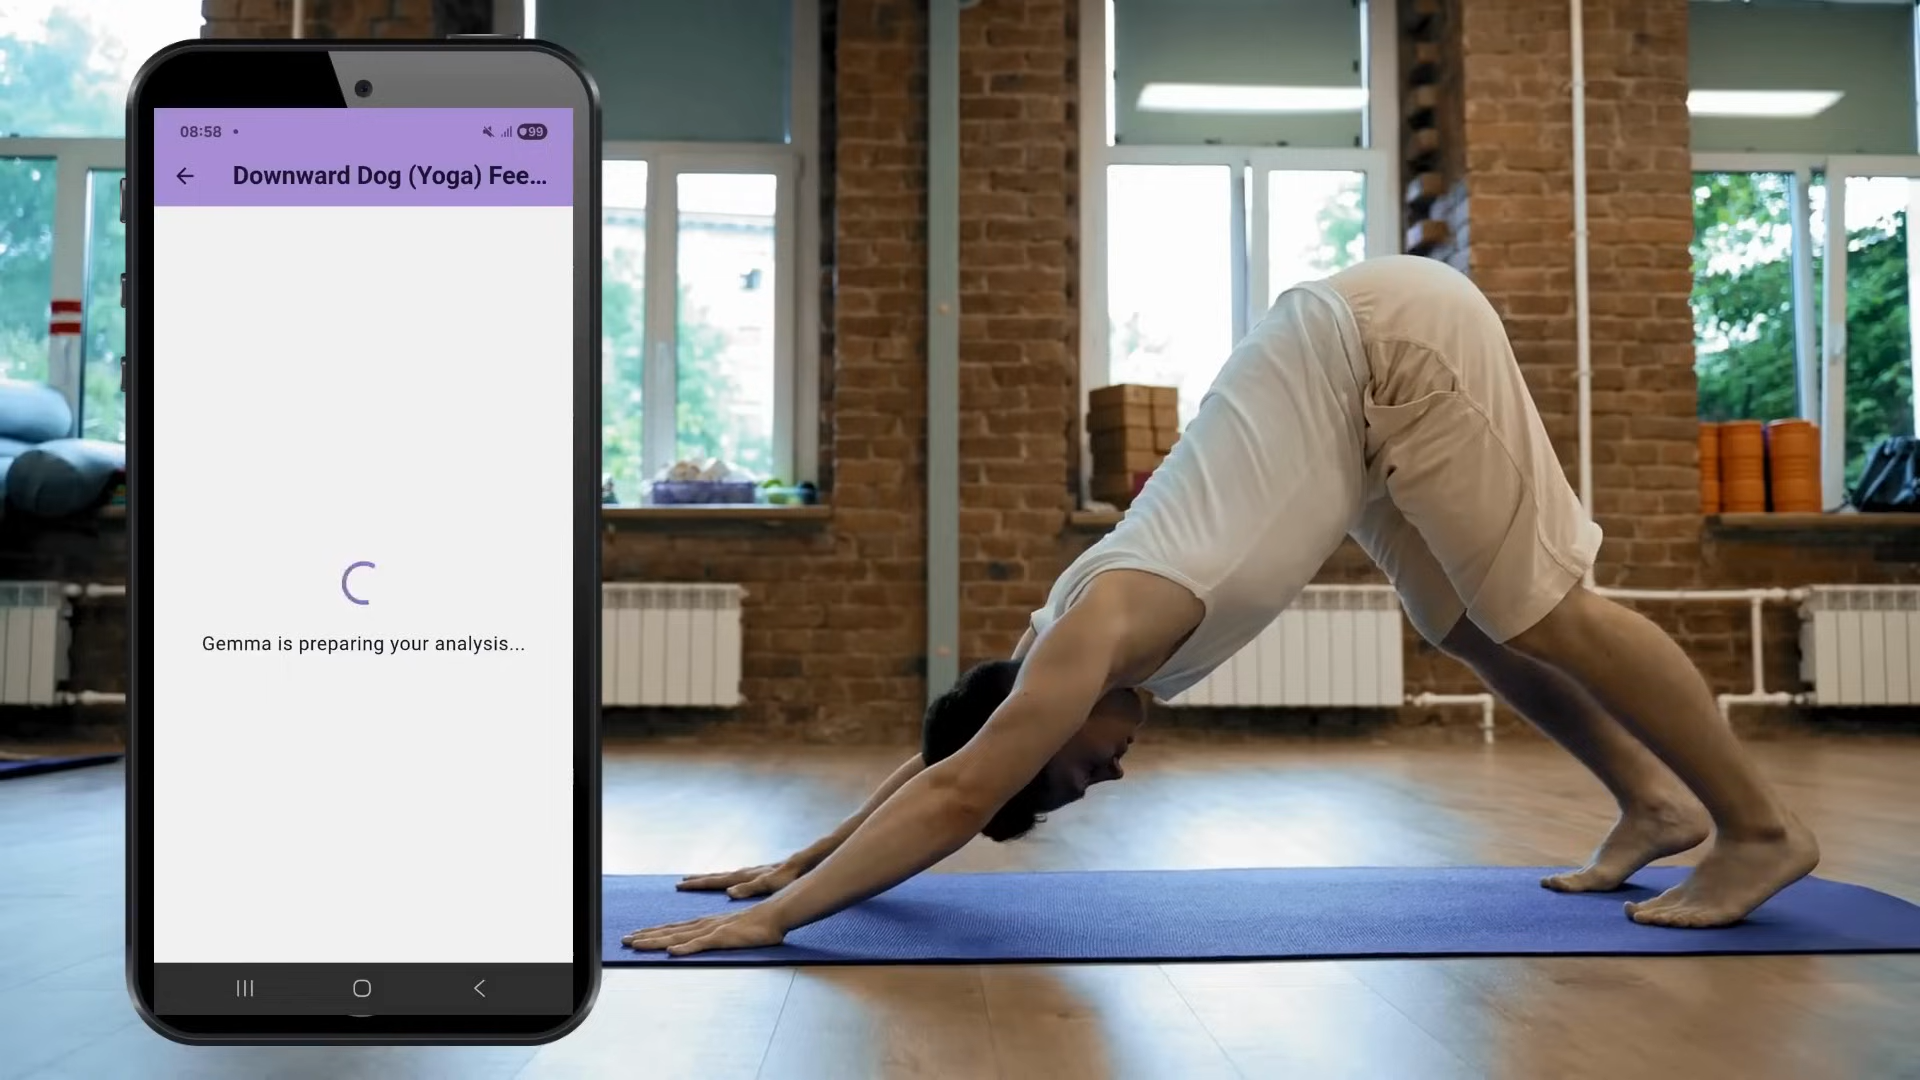 08:58
99
Downward Dog (Yoga) Fee...
Gemma is preparing your analysis...